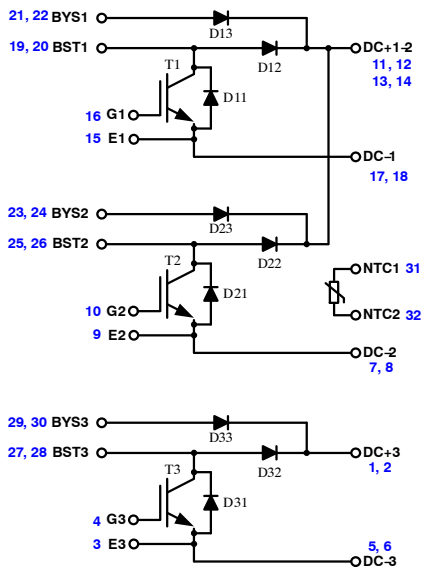 21, 22 BYS1
D13
19, 20 BST1
DC+1-2
T1
D12
11, 12
13, 14
D11
16 G1
15 E1
DC–1
17, 18
23, 24 BYS2
D23
25, 26 BST2
T2
D22
NTC1 31
D21
10 G2
NTC2 32
9 E2
DC–2
7, 8
29, 30 BYS3
D33
27, 28 BST3
DC+3
T3
D32
1, 2
D31
4 G3
3 E3
5, 6
DC–3